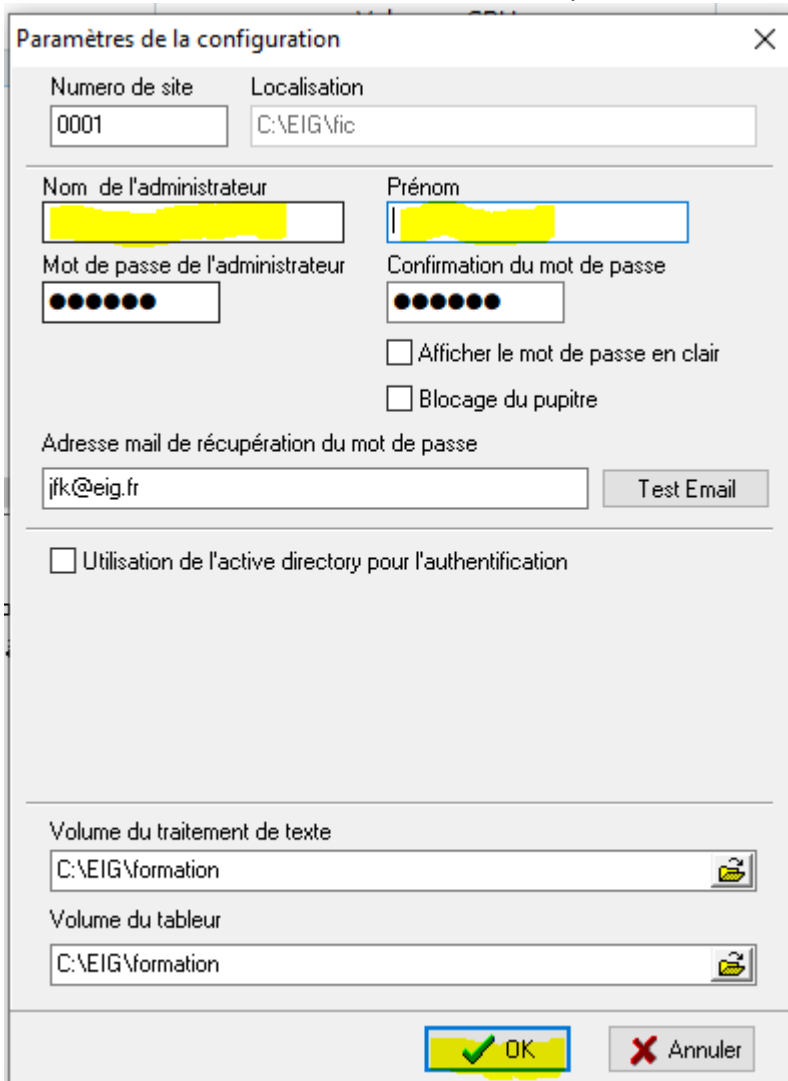 Paramètres de la configuration
Numero de site Localisation
0001 C:\EIG\fic
Nom de l'administrateur Prénom
Mot de passe de l'administrateur Confirmation du mot de passe
●●●●●● ●●●●●●
Afficher le mot de passe en clair
Blocage du pupitre
Adresse mail de récupération du mot de passe
jfk@eig.fr Test Email
Utilisation de l'active directory pour l'authentification
Volume du traitement de texte
C:\EIG\formation
Volume du tableur
C:\EIG\formation
OK Annuler